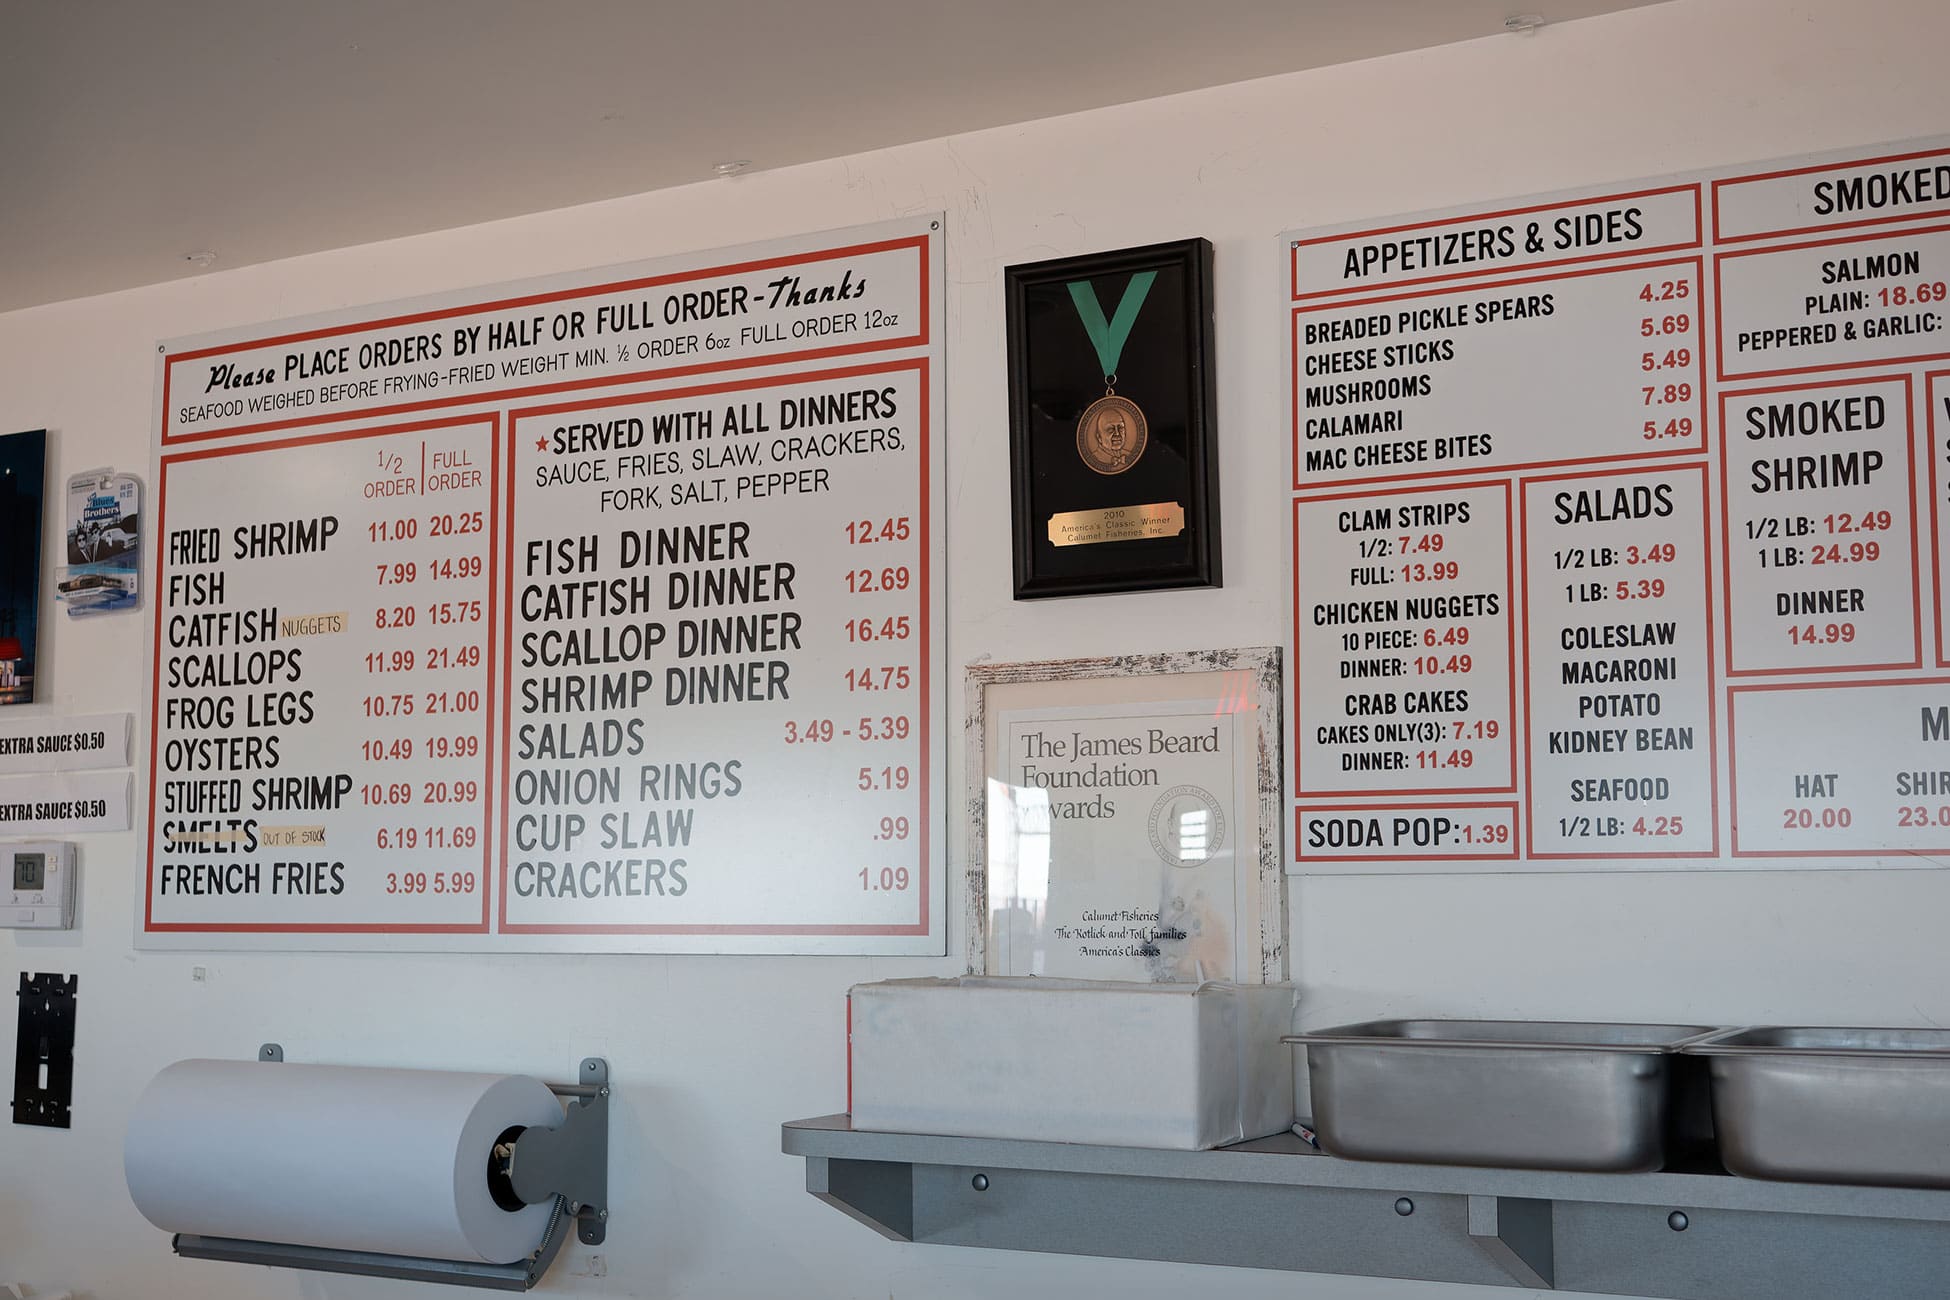 Please PLACE ORDERS BY HALF OR FULL ORDER-Thanks
SEAFOOD WEIGHED BEFORE FRYING-FRIED WEIGHT MIN. ½ ORDER 6oz FULL ORDER 12oz
1/2 ORDER FULL ORDER
FRIED SHRIMP 11.00 20.25
FISH 7.99 14.99
CATFISH NUGGETS 8.20 15.75
SCALLOPS 11.99 21.49
FROG LEGS 10.75 21.00
OYSTERS 10.49 19.99
STUFFED SHRIMP 10.69 20.99
SMELTS OUT OF STOCK 6.19 11.69
FRENCH FRIES 3.99 5.99
★SERVED WITH ALL DINNERS
SAUCE, FRIES, SLAW, CRACKERS,
FORK, SALT, PEPPER
FISH DINNER 12.45
CATFISH DINNER 12.69
SCALLOP DINNER 16.45
SHRIMP DINNER 14.75
SALADS 3.49 - 5.39
ONION RINGS 5.19
CUP SLAW .99
CRACKERS 1.09
Blues
Brothers
EXTRA SAUCE $0.50
EXTRA SAUCE $0.50
70
2010
America's Classic Winner
Calumet Fisheries, Inc.
The James Beard
Foundation
wards
Calumet Fisheries
The Kotlick and Toll families
America's Classics
APPETIZERS & SIDES
BREADED PICKLE SPEARS 4.25
CHEESE STICKS 5.69
MUSHROOMS 5.49
CALAMARI 7.89
MAC CHEESE BITES 5.49
CLAM STRIPS
1/2: 7.49
FULL: 13.99
CHICKEN NUGGETS
10 PIECE: 6.49
DINNER: 10.49
CRAB CAKES
CAKES ONLY(3): 7.19
DINNER: 11.49
SODA POP: 1.39
SALADS
1/2 LB: 3.49
1 LB: 5.39
COLESLAW
MACARONI
POTATO
KIDNEY BEAN
SEAFOOD
1/2 LB: 4.25
SMOKED
SALMON
PLAIN: 18.69
PEPPERED & GARLIC:
SMOKED
SHRIMP
1/2 LB: 12.49
1 LB: 24.99
DINNER
14.99
M
HAT SHIR
20.00 23.0